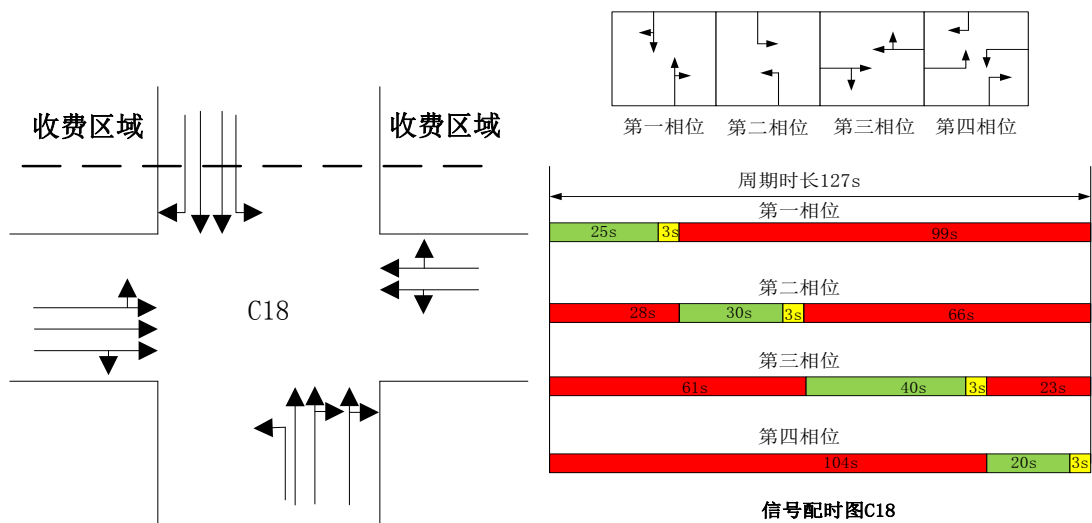 收费区域
收费区域
C18
第一相位
第二相位
第三相位
第四相位
周期时长127s
第一相位
25s
3s
99s
第二相位
28s
30s
3s
66s
第三相位
61s
40s
3s
23s
第四相位
104s
20s
3s
信号配时图C18